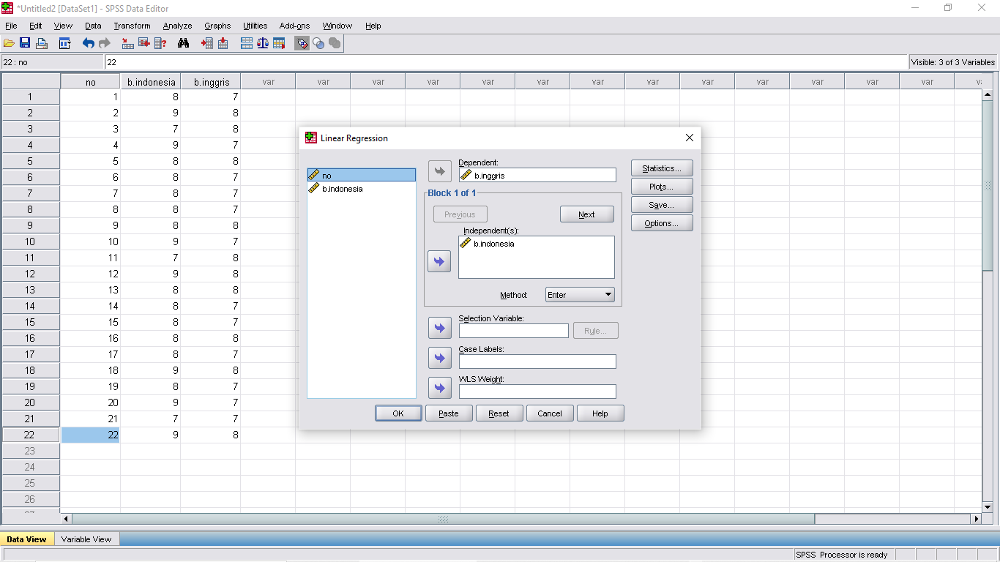 *Untitled2 [DataSet1] - SPSS Data Editor
File Edit View Data Transform Analyze Graphs Utilities Add-ons Window Help
22 : no 22 Visible: 3 of 3 Variables
no b.indonesia b.inggris var var var var var var var var var var var var var
1 1 8 7
2 2 9 8
3 3 7 8
4 4 9 7
5 5 8 8
6 6 8 7
7 7 8 7
8 8 8 7
9 9 8 8
10 10 9 7
11 11 7 8
12 12 9 8
13 13 8 8
14 14 8 7
15 15 8 7
16 16 8 8
17 17 8 7
18 18 9 8
19 19 8 7
20 20 9 7
21 21 7 7
22 22 9 8
23
24
25
26
Linear Regression
no
b.indonesia
Dependent:
b.inggris
Block 1 of 1
Previous Next
Independent(s):
b.indonesia
Method: Enter
Selection Variable:
Rule...
Case Labels:
WLS Weight:
Statistics...
Plots...
Save...
Options...
OK Paste Reset Cancel Help
Data View Variable View
SPSS Processor is ready